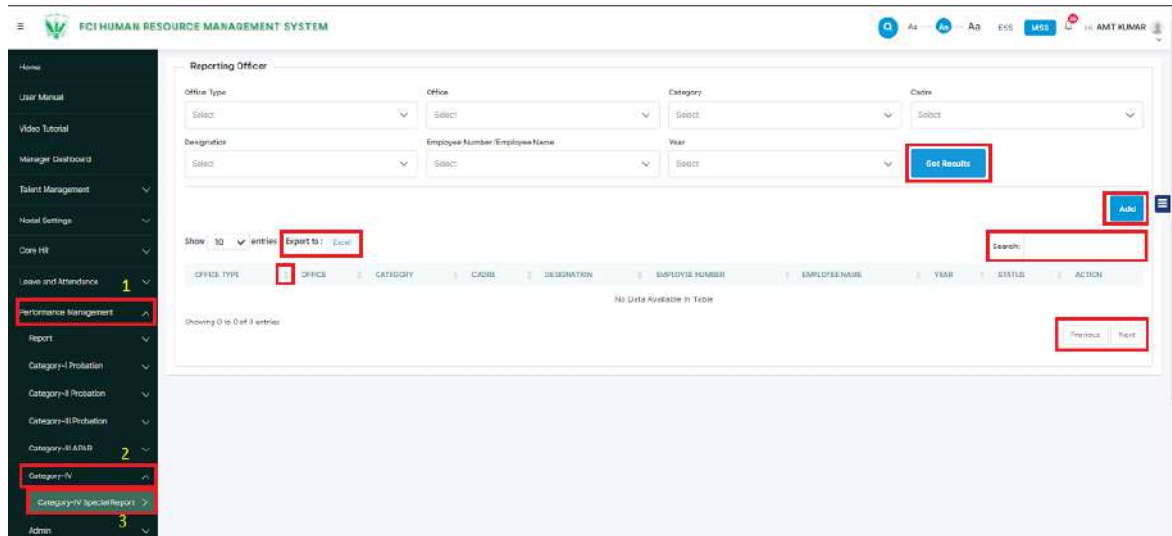 FCI HUMAN RESOURCE MANAGEMENT SYSTEM
Aa Aa Aa ESS MSS Hi AMIT KUMAR
Home
User Manual
Video Tutorial
Manager Dashboard
Talent Management
Nodal Settings
Core HR
Leave and Attendance 1
Performance Management
Report
Category-I Probation
Category-II Probation
Category-III Probation
Category-III APAR 2
Category-IV
Category-IV Special Report
3
Admin
Reporting Officer
Office Type Office Category Cadre
Select Select Select Select
Designation Employee Number/Employee Name Year
Select Select Select Get Results
Add
Show 10 entries Export to : Excel Search:
OFFICE TYPE OFFICE CATEGORY CADRE DESIGNATION EMPLOYEE NUMBER EMPLOYEE NAME YEAR STATUS ACTION
No Data Available in Table
Showing 0 to 0 of 0 entries
Previous Next